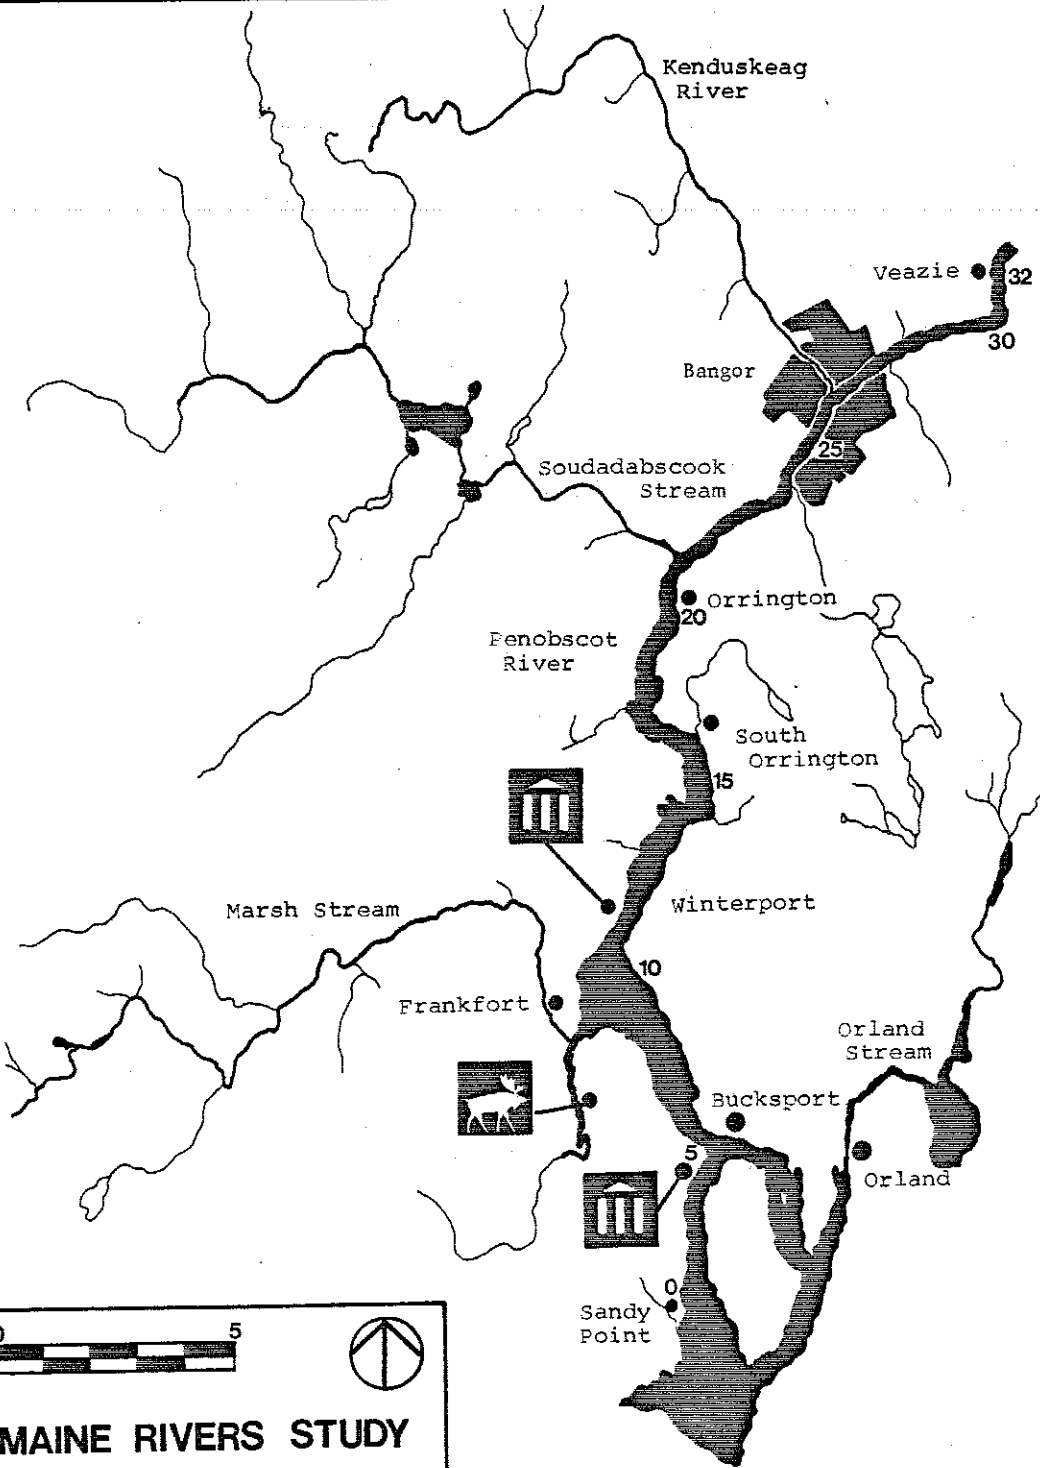 Kenduskeag
River
Veazie
32
30
Bangor
25
Soudadabscook
Stream
Orrington
20
Penobscot
River
South
Orrington
15
Winterport
Marsh Stream
10
Frankfort
Orland
Stream
Bucksport
5
Orland
0
Sandy
Point
0
5
MAINE RIVERS STUDY